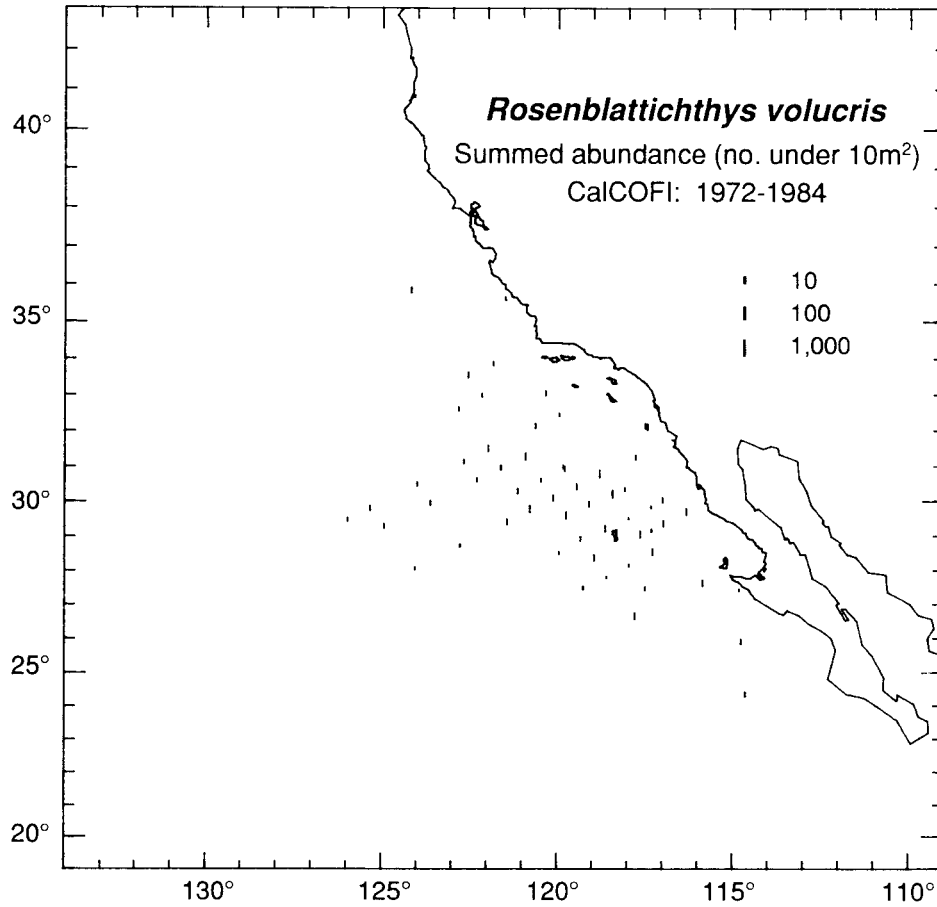 Rosenblattichthys volucris
Summed abundance (no. under 10m²)
CalCOFI: 1972-1984
10
100
1,000
40°
35°
30°
25°
20°
130° 125° 120° 115° 110°